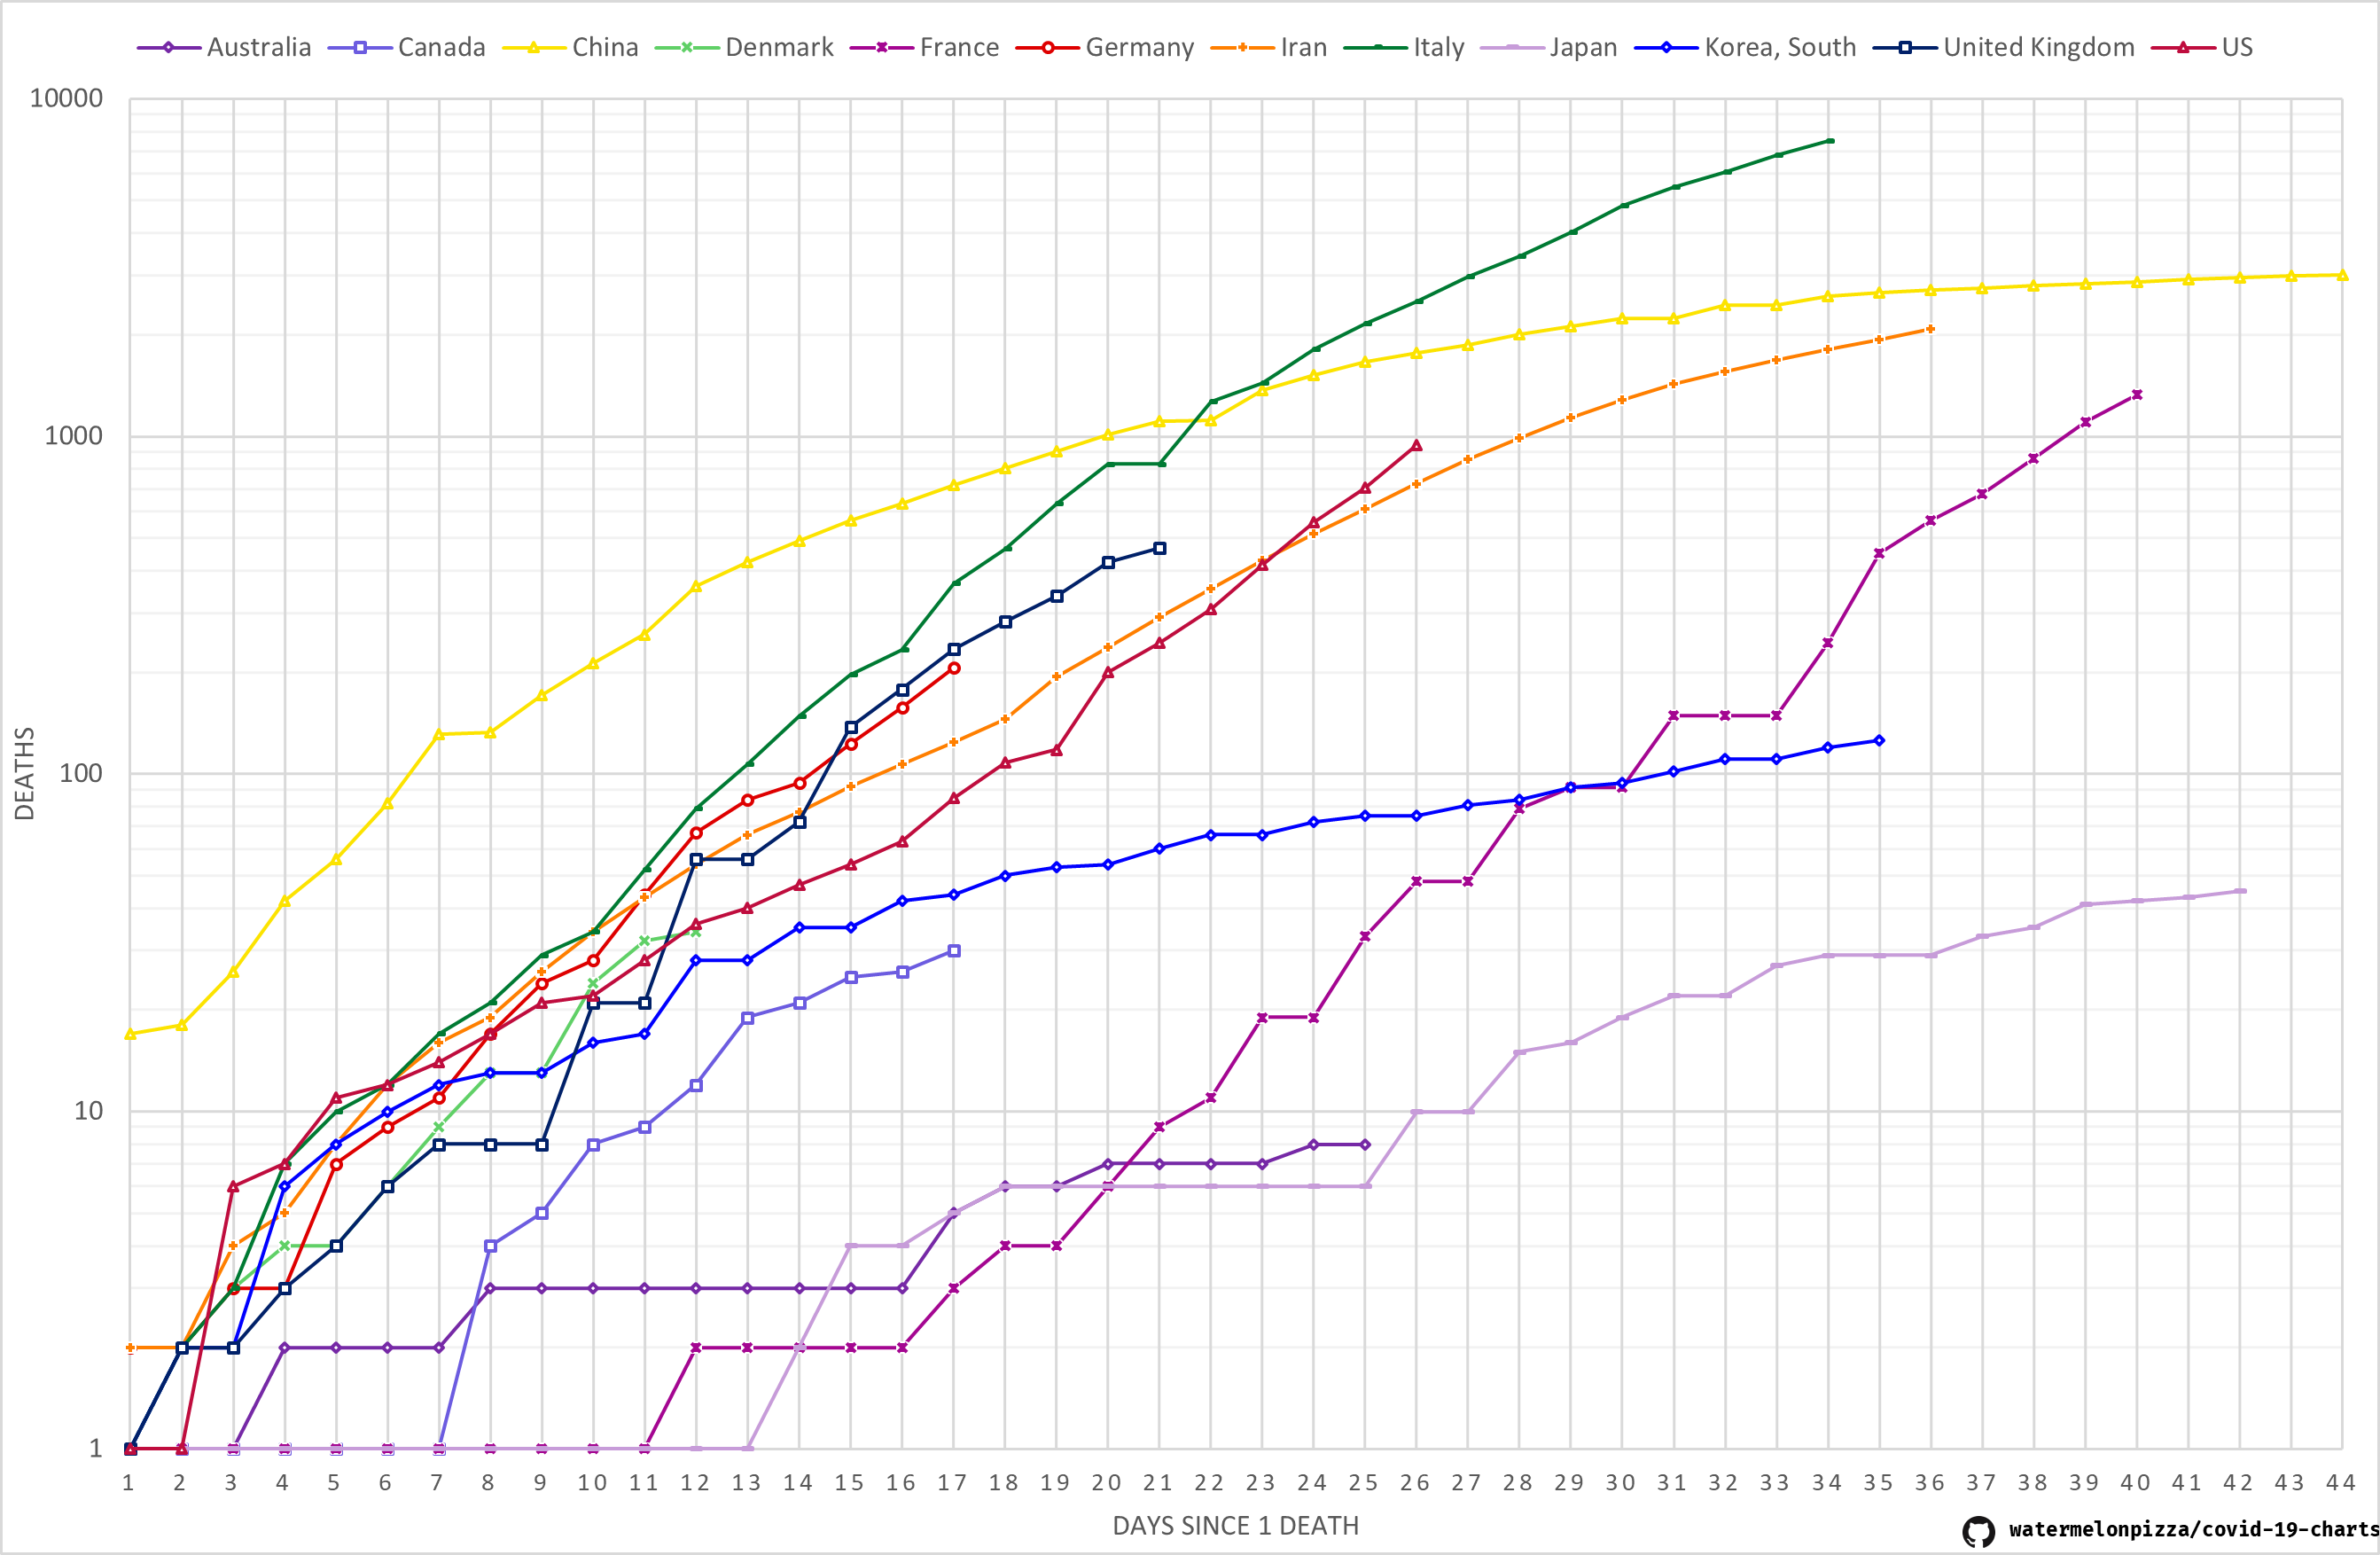 Australia Canada China Denmark France Germany Iran Italy Japan Korea, South United Kingdom US
10000
1000
100
10
1
DEATHS
1 2 3 4 5 6 7 8 9 10 11 12 13 14 15 16 17 18 19 20 21 22 23 24 25 26 27 28 29 30 31 32 33 34 35 36 37 38 39 40 41 42 43 44
DAYS SINCE 1 DEATH
watermelonpizza/covid-19-charts